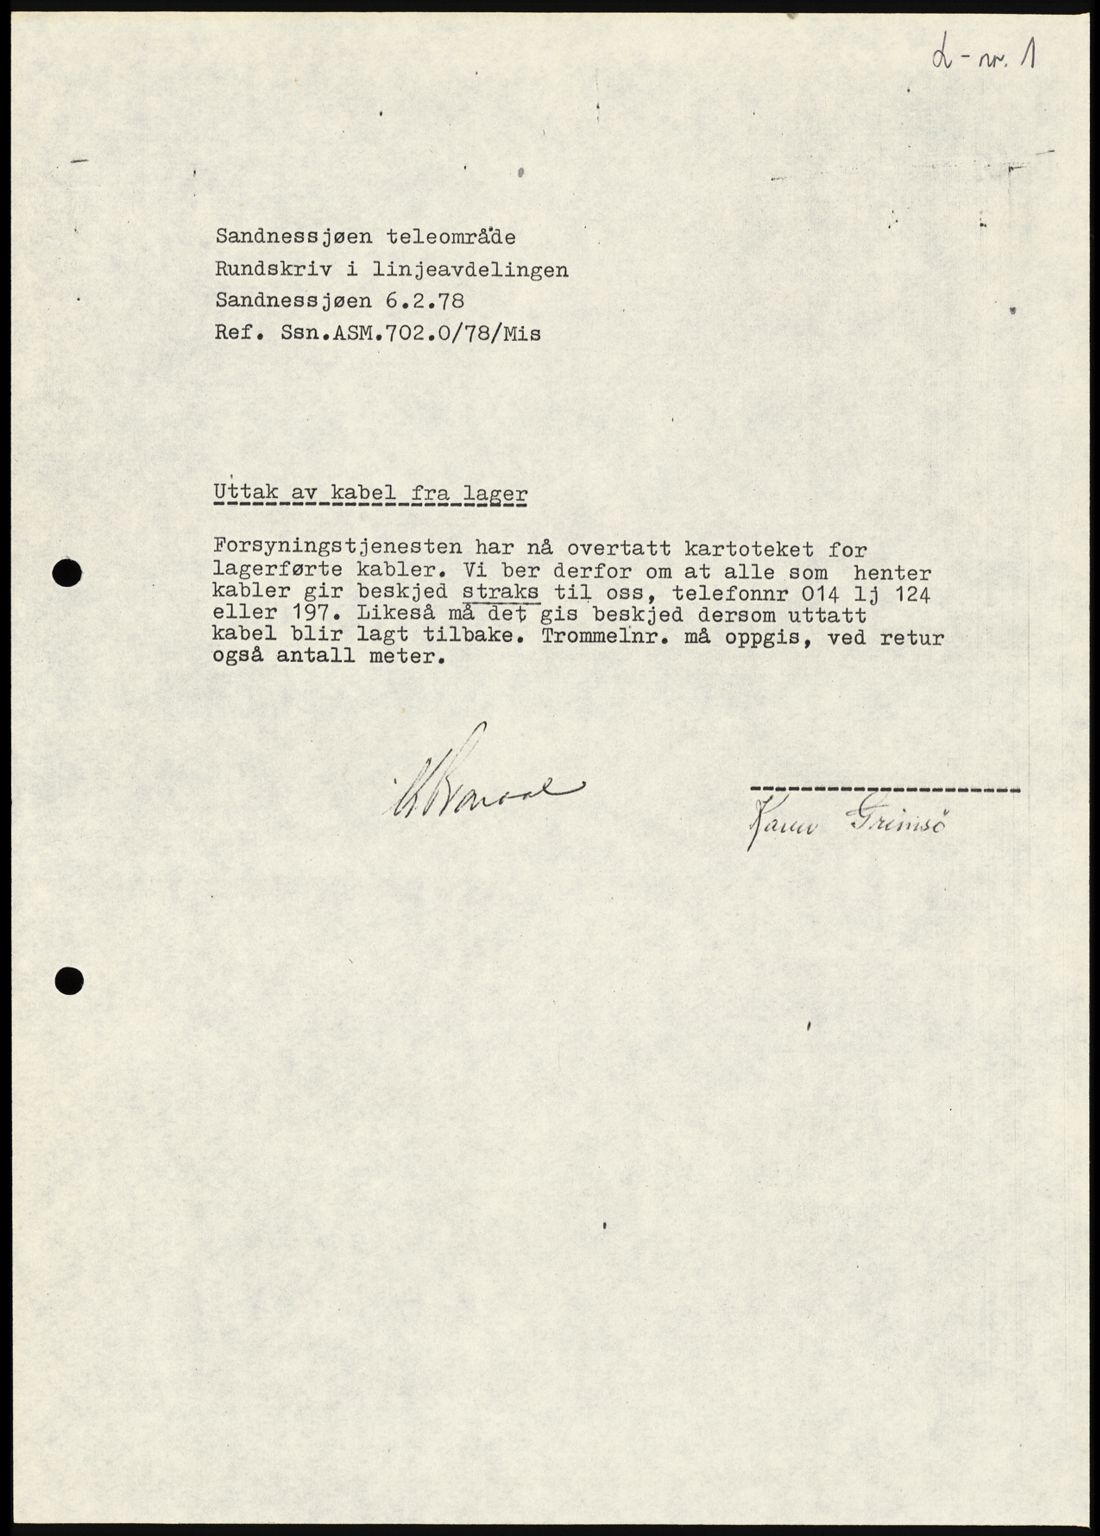 L-nr. 1
Sandnessjøen teleområde
Rundskriv i linjeavdelingen
Sandnessjøen 6.2.78
Ref. Ssn.ASM.702.0/78/Mis
Uttak av kabel fra lager
Forsyningstjenesten har nå overtatt kartoteket for
lagerførte kabler. Vi ber derfor om at alle som henter
kabler gir beskjed straks til oss, telefonnr 014 lj 124
eller 197. Likeså må det gis beskjed dersom uttatt
kabel blir lagt tilbake. Trommelnr. må oppgis, ved retur
også antall meter.
Karen Grimsö